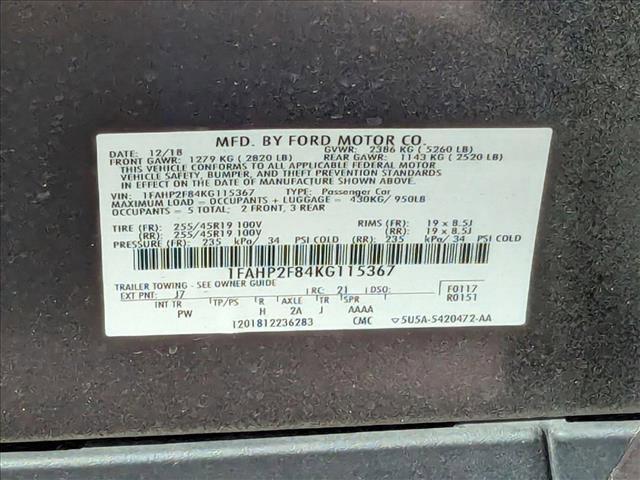 MFD. BY FORD MOTOR CO.
12/18 GVWR: 2386 KG (5260 LB)
FRONT GAWR: 1279 KG (2820 LB) REAR GAWR: 1143 KG (2520 LB)
THIS VEHICLE CONFORMS TO ALL APPLICABLE FEDERAL MOTOR
VEHICLE SAFETY, BUMPER, AND THEFT PREVENTION STANDARDS
IN EFFECT ON THE DATE OF MANUFACTURE SHOWN ABOVE.
VIN: 1FAHP2F84KG115367 TYPE: Passenger Car
MAXIMUM LOAD = OCCUPANTS + LUGGAGE = 430KG/ 950LB
OCCUPANTS = 5 TOTAL; 2 FRONT, 3 REAR
TIRE (FR): 255/45R19 100V RIMS (FR): 19 x 8.5J
(RR): 255/45R19 100V (RR): 19 x 8.5J
PRESSURE (FR): 235 kPa/ 34 PSI COLD (RR): 235 kPa/ 34 PSI COLD
1FAHP2F84KG115367
TRAILER TOWING - SEE OWNER GUIDE F0117
EXT PNT: J7 RC: 21 DSO: R0151
INT TR TP/PS R AXLE TR SPR
PW H 2A J AAAA
T201812236283 CMC ▽5U5A-5420472-AA